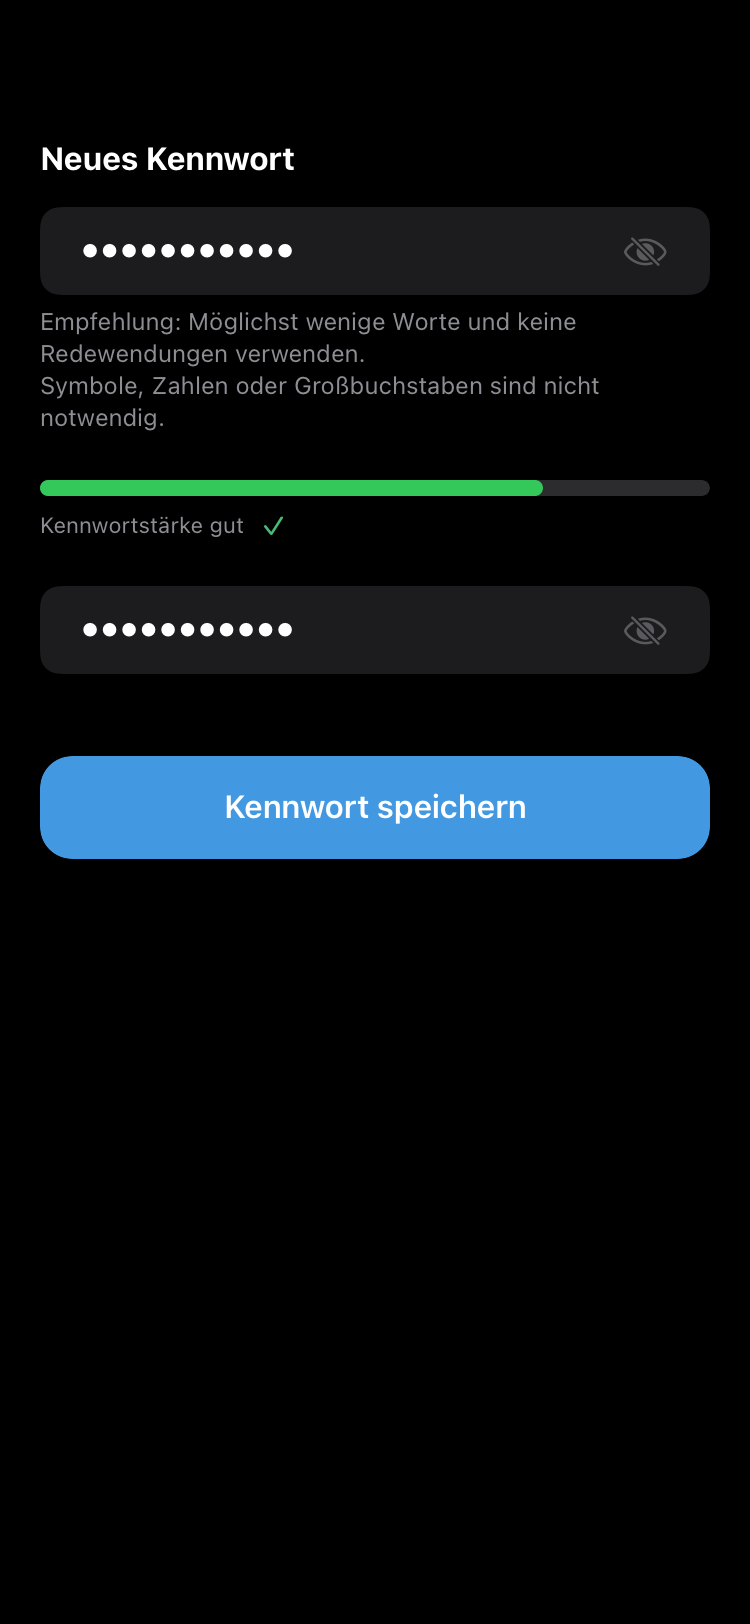 Neues Kennwort
•••••••••••
Empfehlung: Möglichst wenige Worte und keine
Redewendungen verwenden.
Symbole, Zahlen oder Großbuchstaben sind nicht
notwendig.
Kennwortstärke gut
•••••••••••
Kennwort speichern